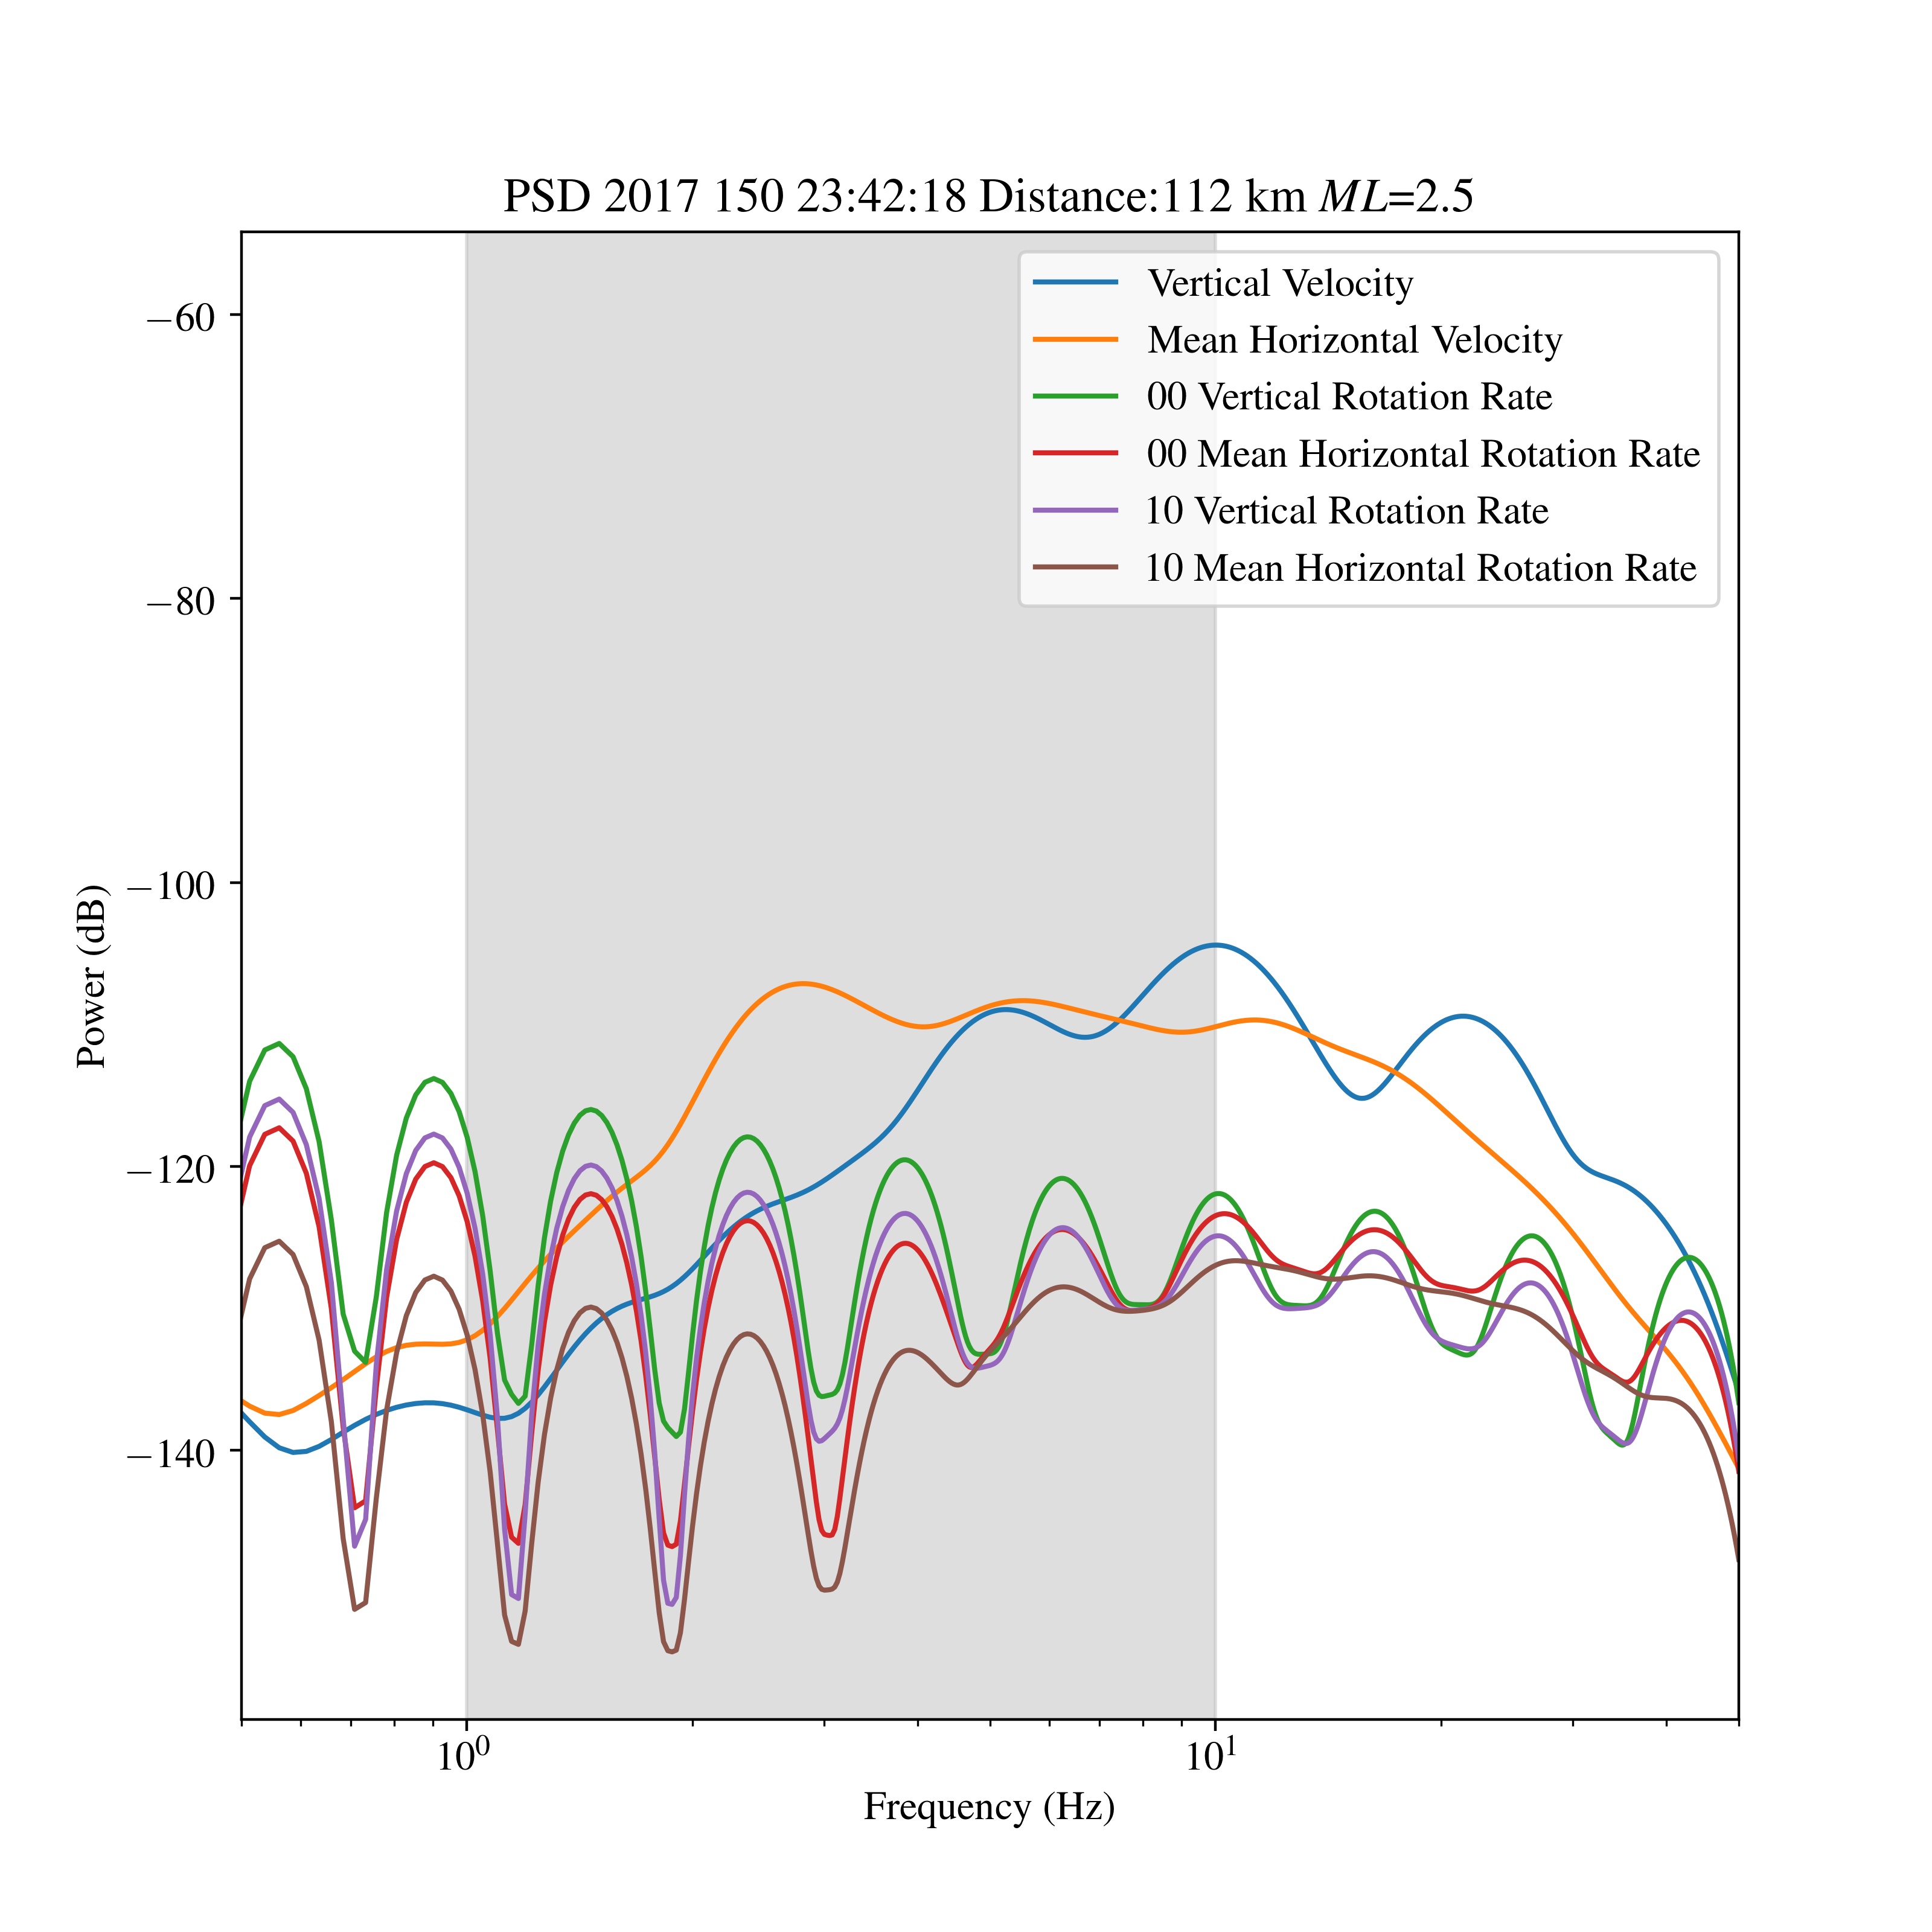 PSD 2017 150 23:42:18 Distance:112 km ML=2.5
Vertical Velocity
Mean Horizontal Velocity
00 Vertical Rotation Rate
00 Mean Horizontal Rotation Rate
10 Vertical Rotation Rate
10 Mean Horizontal Rotation Rate
−60
−80
−100
−120
−140
Power (dB)
10⁰ 10¹
Frequency (Hz)